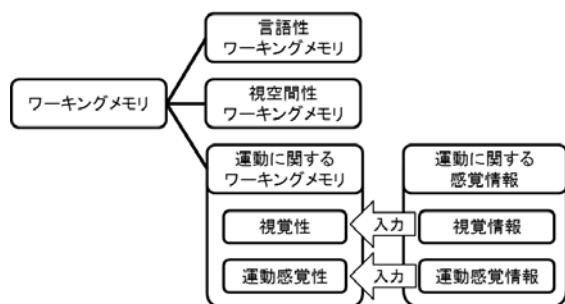 言語性
ワーキングメモリ
ワーキングメモリ
視空間性
ワーキングメモリ
運動に関する
ワーキングメモリ
運動に関する
感覚情報
視覚性
入力
視覚情報
運動感覚性
入力
運動感覚情報